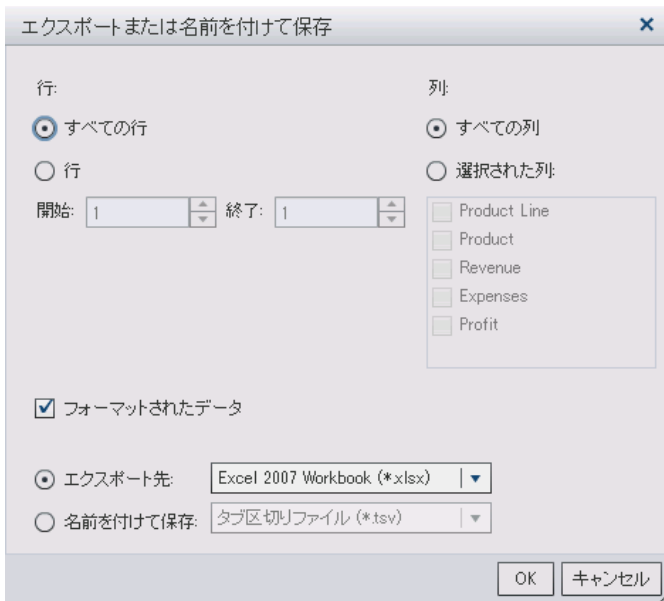 エクスポートまたは名前を付けて保存
行:
列:
すべての行
すべての列
行
選択された列:
開始: 1 終了: 1
Product Line
Product
Revenue
Expenses
Profit
フォーマットされたデータ
エクスポート先: Excel 2007 Workbook (*.xlsx)
名前を付けて保存: タブ区切りファイル (*.tsv)
OK キャンセル